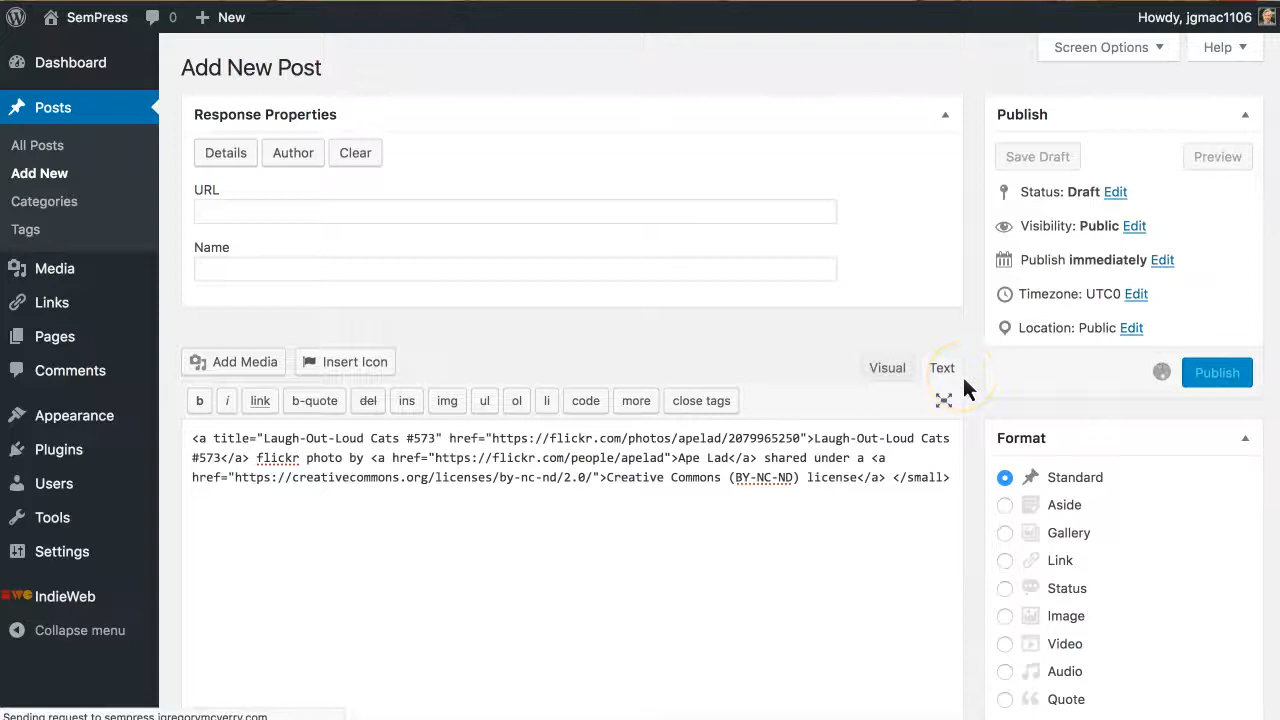 SemPress
0
New
Howdy, jgmac1106
Dashboard
Posts
All Posts
Add New
Categories
Tags
Media
Links
Pages
Comments
Appearance
Plugins
Users
Tools
Settings
IndieWeb
Collapse menu
Screen Options
Help
Add New Post
Response Properties
Details
Author
Clear
URL
Name
Add Media
Insert Icon
Visual
Text
b
i
link
b-quote
del
ins
img
ul
ol
li
code
more
close tags
<a title="Laugh-Out-Loud Cats #573" href="https://flickr.com/photos/apelad/2079965250">Laugh-Out-Loud Cats
#573</a> flickr photo by <a href="https://flickr.com/people/apelad">Ape Lad</a> shared under a <a
href="https://creativecommons.org/licenses/by-nc-nd/2.0/">Creative Commons (BY-NC-ND) license</a> </small>
Publish
Save Draft
Preview
Status: Draft Edit
Visibility: Public Edit
Publish immediately Edit
Timezone: UTC0 Edit
Location: Public Edit
Publish
Format
Standard
Aside
Gallery
Link
Status
Image
Video
Audio
Quote
Sending request to sempress.jgregorymcverry.com